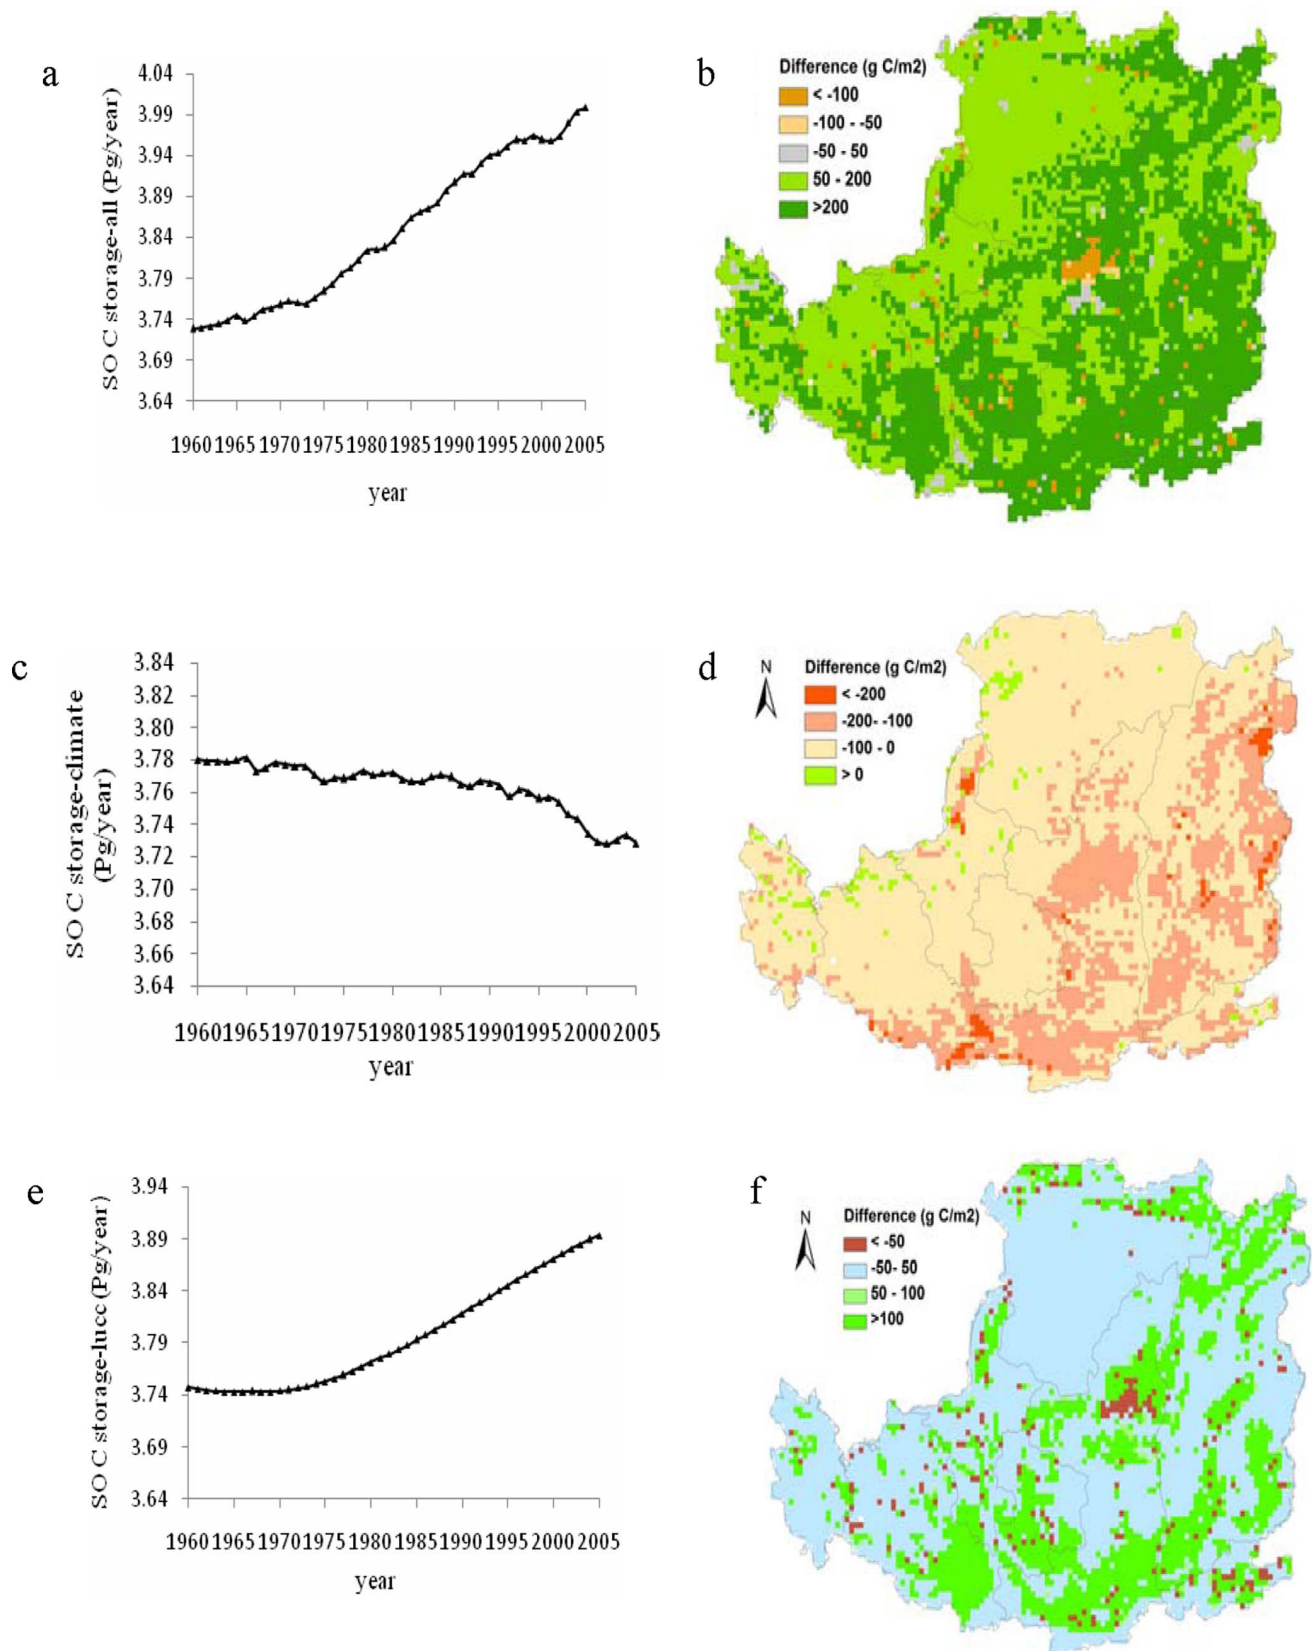 a
SOC storage-all (Pg/year)
4.04
3.99
3.94
3.89
3.84
3.79
3.74
3.69
3.64
1960 1965 1970 1975 1980 1985 1990 1995 2000 2005
year
b
Difference (g C/m2)
< -100
-100 - -50
-50 - 50
50 - 200
>200
c
SOC storage-climate
(Pg/year)
3.84
3.82
3.80
3.78
3.76
3.74
3.72
3.70
3.68
3.66
3.64
1960 1965 1970 1975 1980 1985 1990 1995 2000 2005
year
d
N
Difference (g C/m2)
< -200
-200- -100
-100 - 0
> 0
e
SOC storage-lucc (Pg/year)
3.94
3.89
3.84
3.79
3.74
3.69
3.64
1960 1965 1970 1975 1980 1985 1990 1995 2000 2005
year
f
N
Difference (g C/m2)
< -50
-50- 50
50 - 100
>100